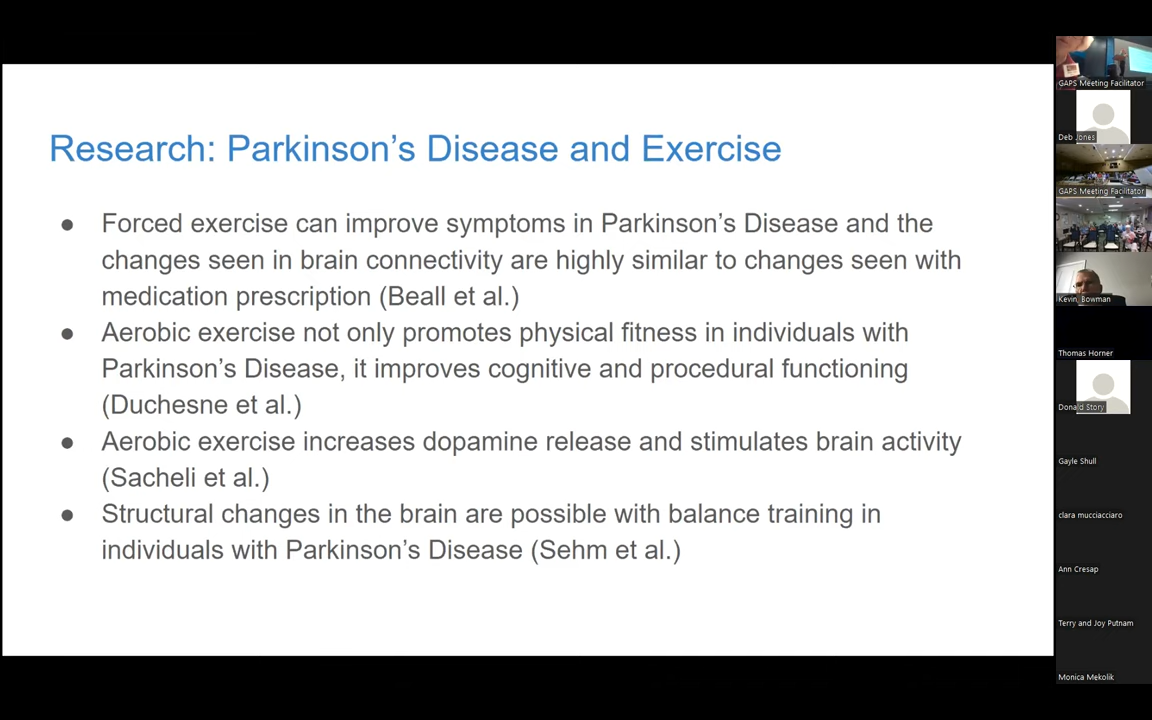 Research: Parkinson’s Disease and Exercise
● Forced exercise can improve symptoms in Parkinson’s Disease and the
changes seen in brain connectivity are highly similar to changes seen with
medication prescription (Beall et al.)
● Aerobic exercise not only promotes physical fitness in individuals with
Parkinson’s Disease, it improves cognitive and procedural functioning
(Duchesne et al.)
● Aerobic exercise increases dopamine release and stimulates brain activity
(Sacheli et al.)
● Structural changes in the brain are possible with balance training in
individuals with Parkinson’s Disease (Sehm et al.)
GAPS Meeting Facilitator
Deb Jones
GAPS Meeting Facilitator
Kevin, Bowman
Thomas Horner
Donald Story
Gayle Shull
clara mucciacciaro
Ann Cresap
Terry and Joy Putnam
Monica Mekolik